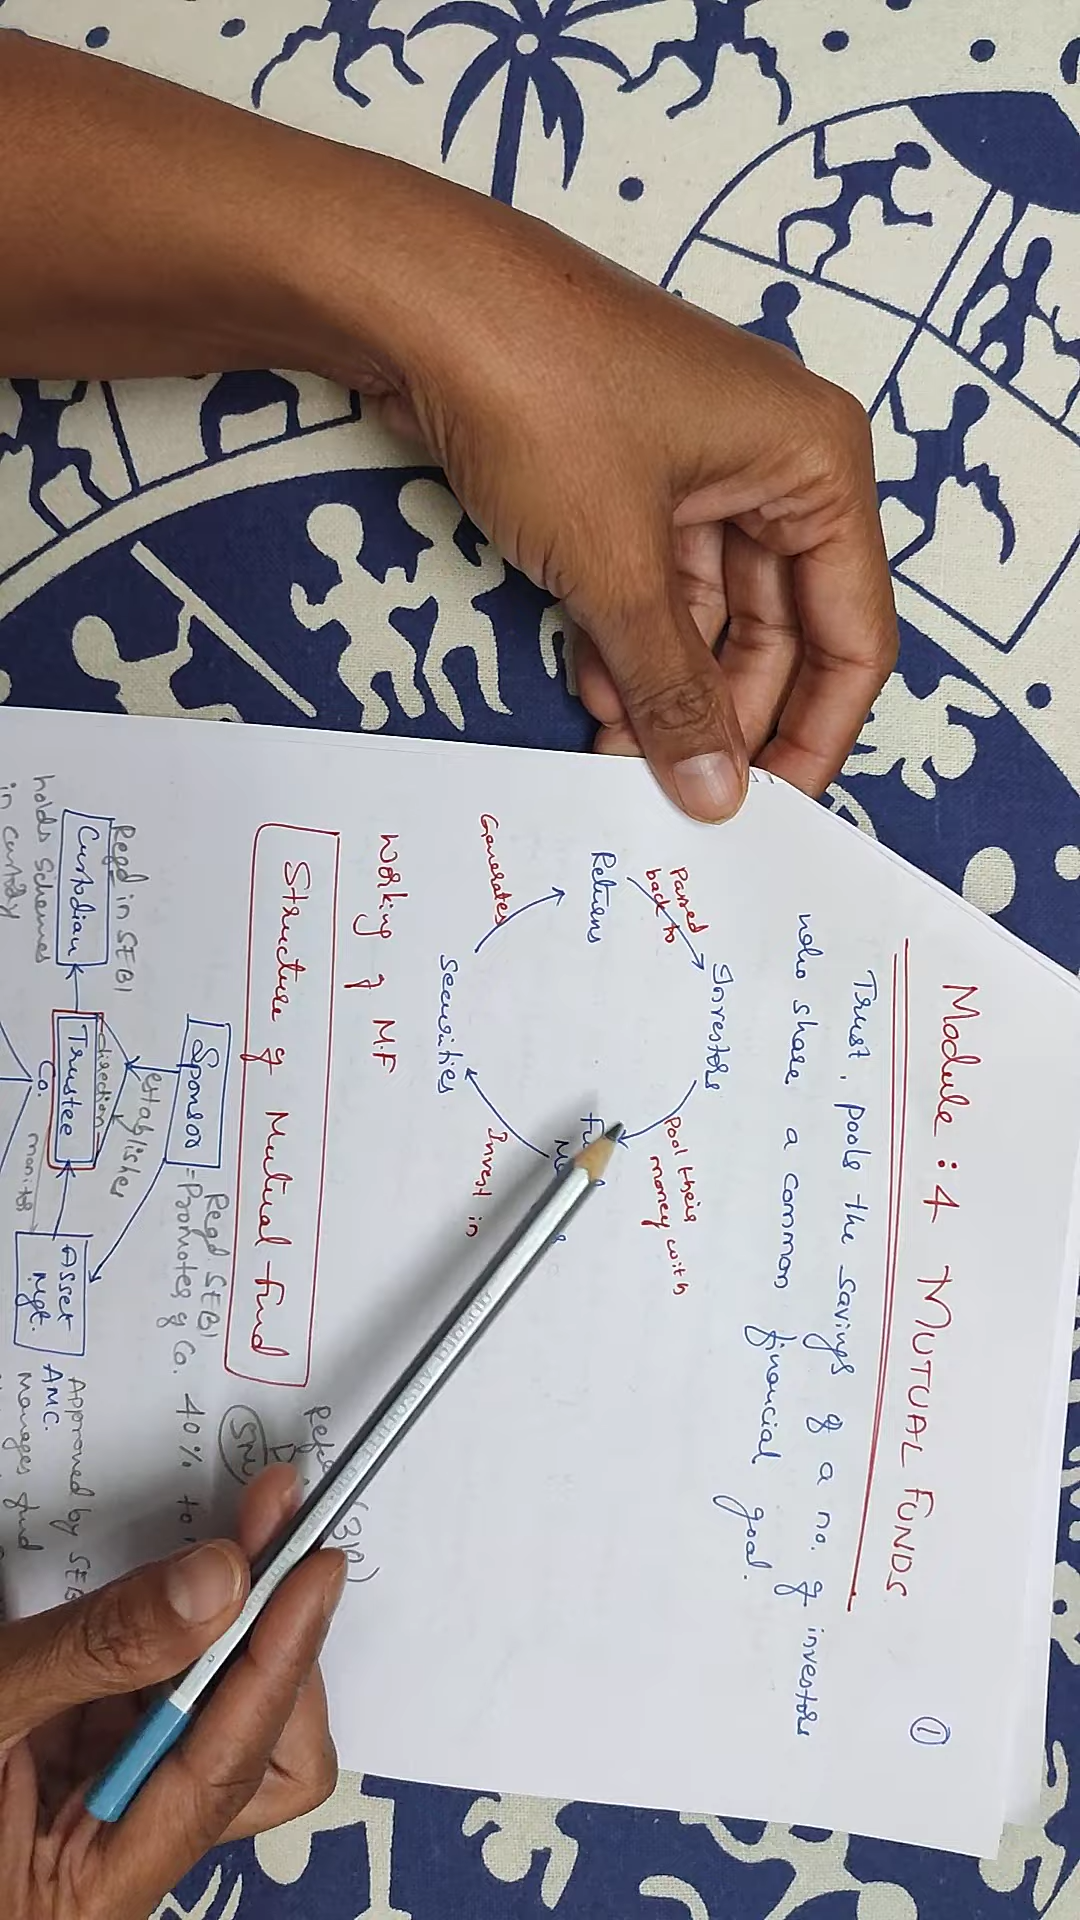 ①
Module : 4 MUTUAL FUNDS
Trust. Pools the savings of a no. of investors
who share a common financial goal.
Investors
Passed
back to
Pool their
money with
Returns
Generates
Invest in
Securities
Working of M.F
Structure of Mutual Fund
Regd SEBI
Sponsor = Promotes of Co. 40% to
establishes
Regd in SEBI
direction
Custodian
Trustee
Co.
Asset
Mgt.
holds schemes
in custody
monitor
Approved by
AMC.
manages fund